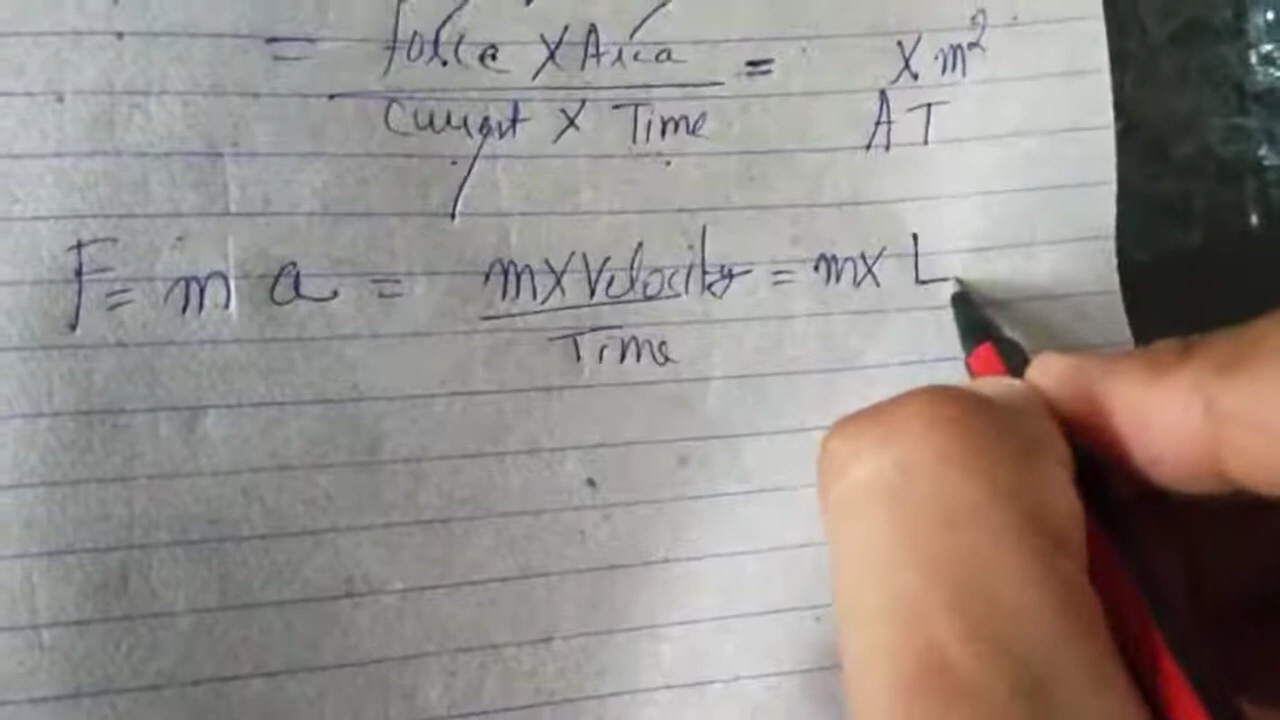 = force X Area = X m²
Current X Time A T
F = m a = m X Velocity = m X L
Time